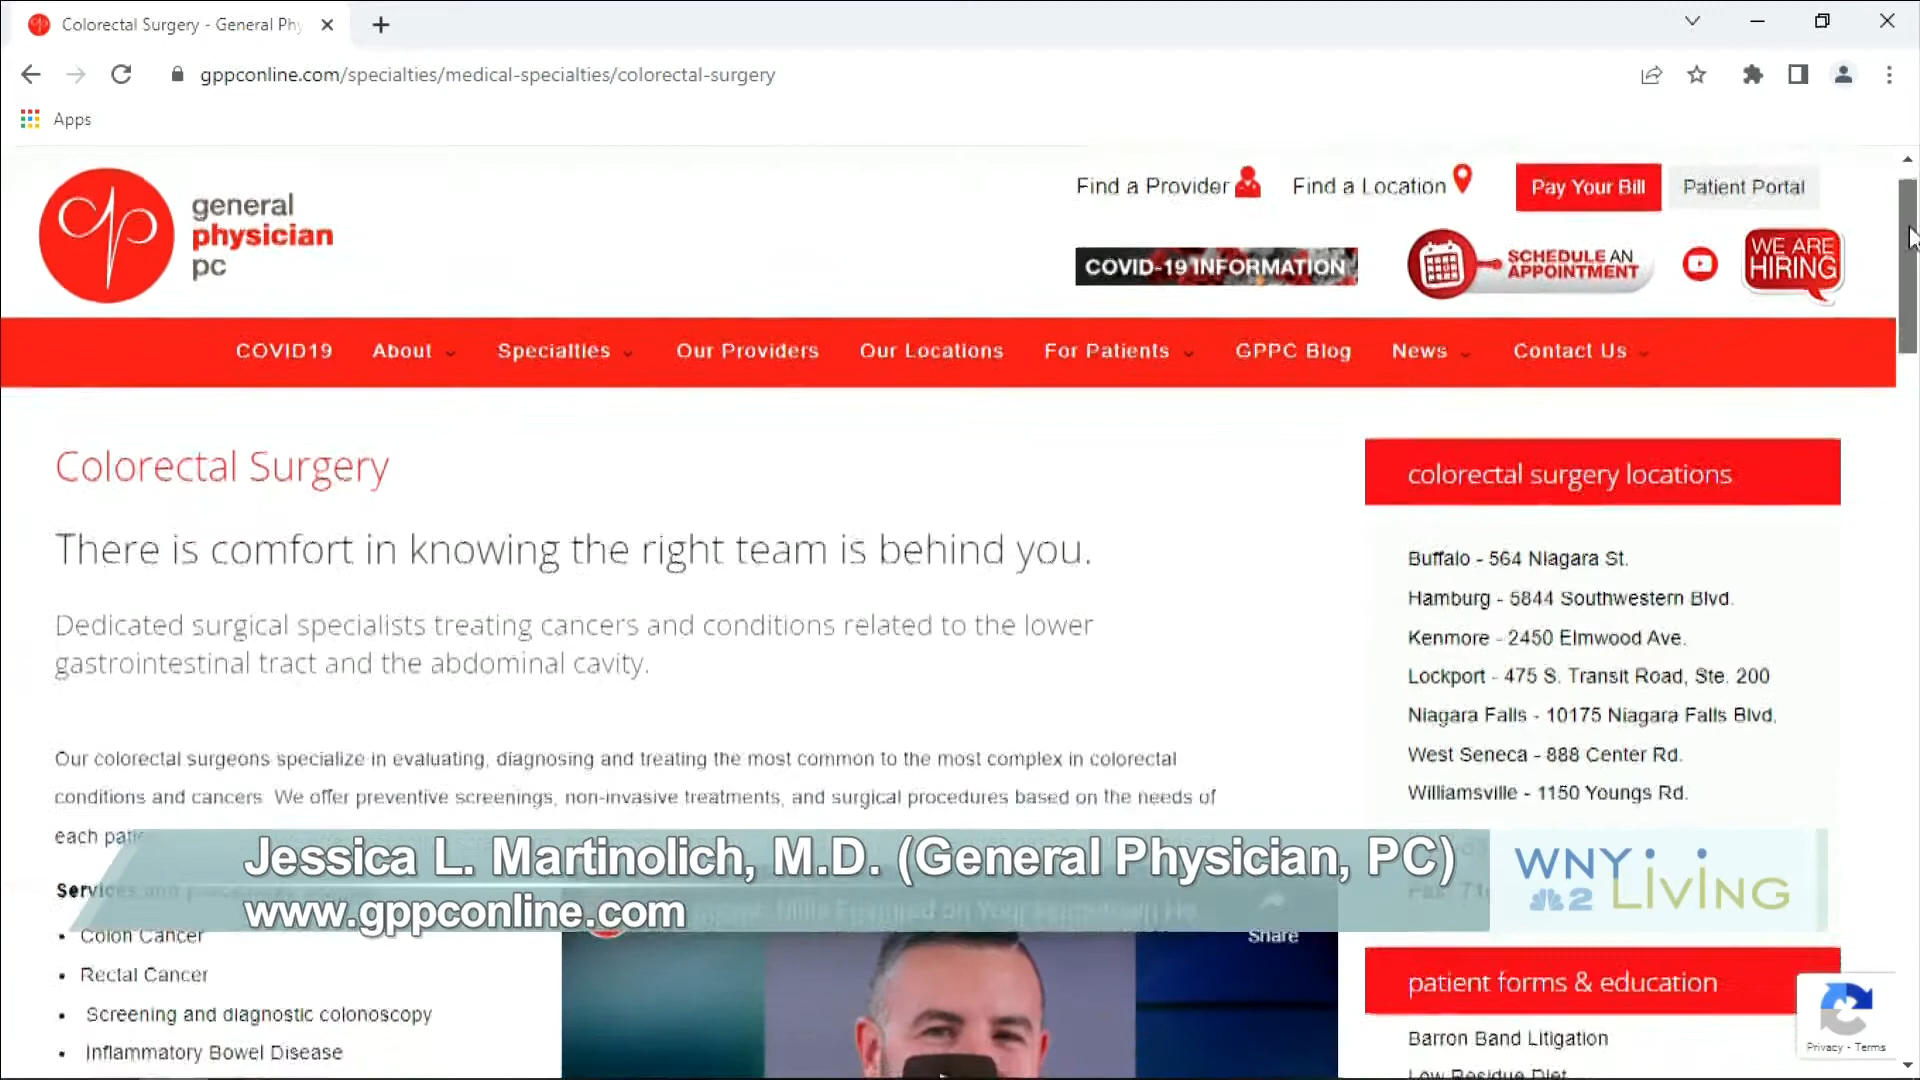 Colorectal Surgery - General Phy
gppconline.com/specialties/medical-specialties/colorectal-surgery
Apps
general
physician
pc
Find a Provider
Find a Location
Pay Your Bill
Patient Portal
COVID-19 INFORMATION
SCHEDULE AN
APPOINTMENT
WE ARE
HIRING
COVID19 About Specialties Our Providers Our Locations For Patients GPPC Blog News Contact Us
Colorectal Surgery
There is comfort in knowing the right team is behind you.
Dedicated surgical specialists treating cancers and conditions related to the lower
gastrointestinal tract and the abdominal cavity.
Our colorectal surgeons specialize in evaluating, diagnosing and treating the most common to the most complex in colorectal
conditions and cancers We offer preventive screenings, non-invasive treatments, and surgical procedures based on the needs of
each
colorectal surgery locations
Buffalo - 564 Niagara St.
Hamburg - 5844 Southwestern Blvd.
Kenmore - 2450 Elmwood Ave.
Lockport - 475 S. Transit Road, Ste. 200
Niagara Falls - 10175 Niagara Falls Blvd.
West Seneca - 888 Center Rd.
Williamsville - 1150 Youngs Rd.
Jessica L. Martinolich, M.D. (General Physician, PC)
www.gppconline.com
WNY
2 LIVING
Colon Cancer
Rectal Cancer
Screening and diagnostic colonoscopy
Inflammatory Bowel Disease
Share
patient forms & education
Barron Band Litigation
Low Residue Diet
Privacy - Terms